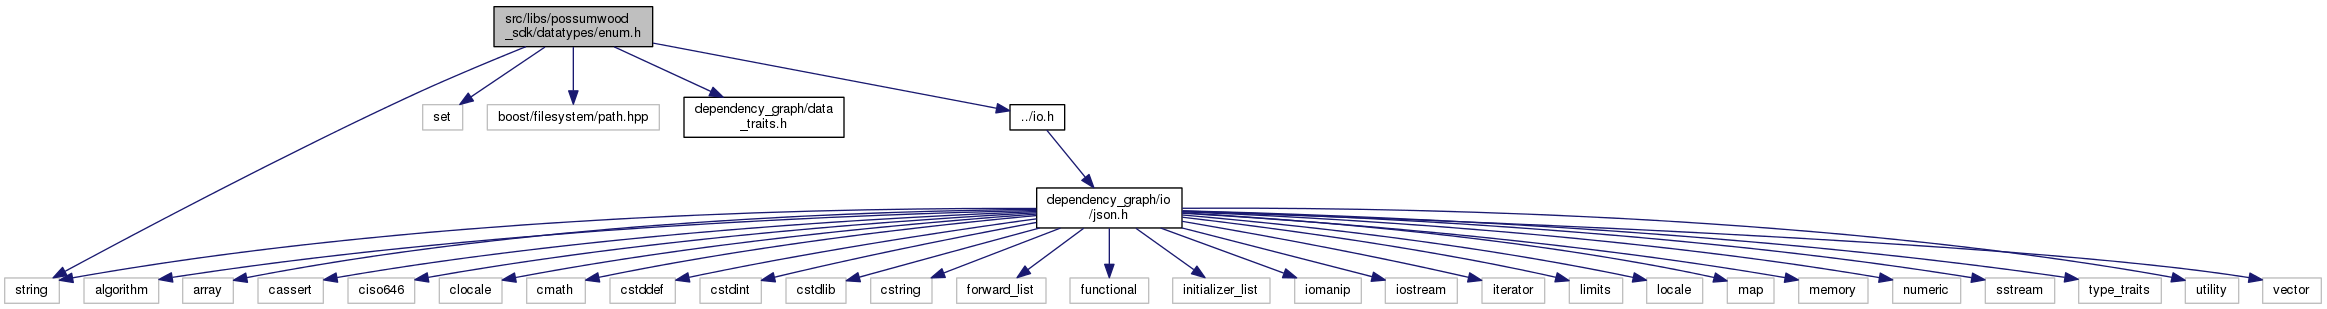 src/libs/possumwood
_sdk/datatypes/enum.h
set
boost/filesystem/path.hpp
dependency_graph/data
_traits.h
../io.h
dependency_graph/io
/json.h
string
algorithm
array
cassert
ciso646
clocale
cmath
cstddef
cstdint
cstdlib
cstring
forward_list
functional
initializer_list
iomanip
iostream
iterator
limits
locale
map
memory
numeric
sstream
type_traits
utility
vector